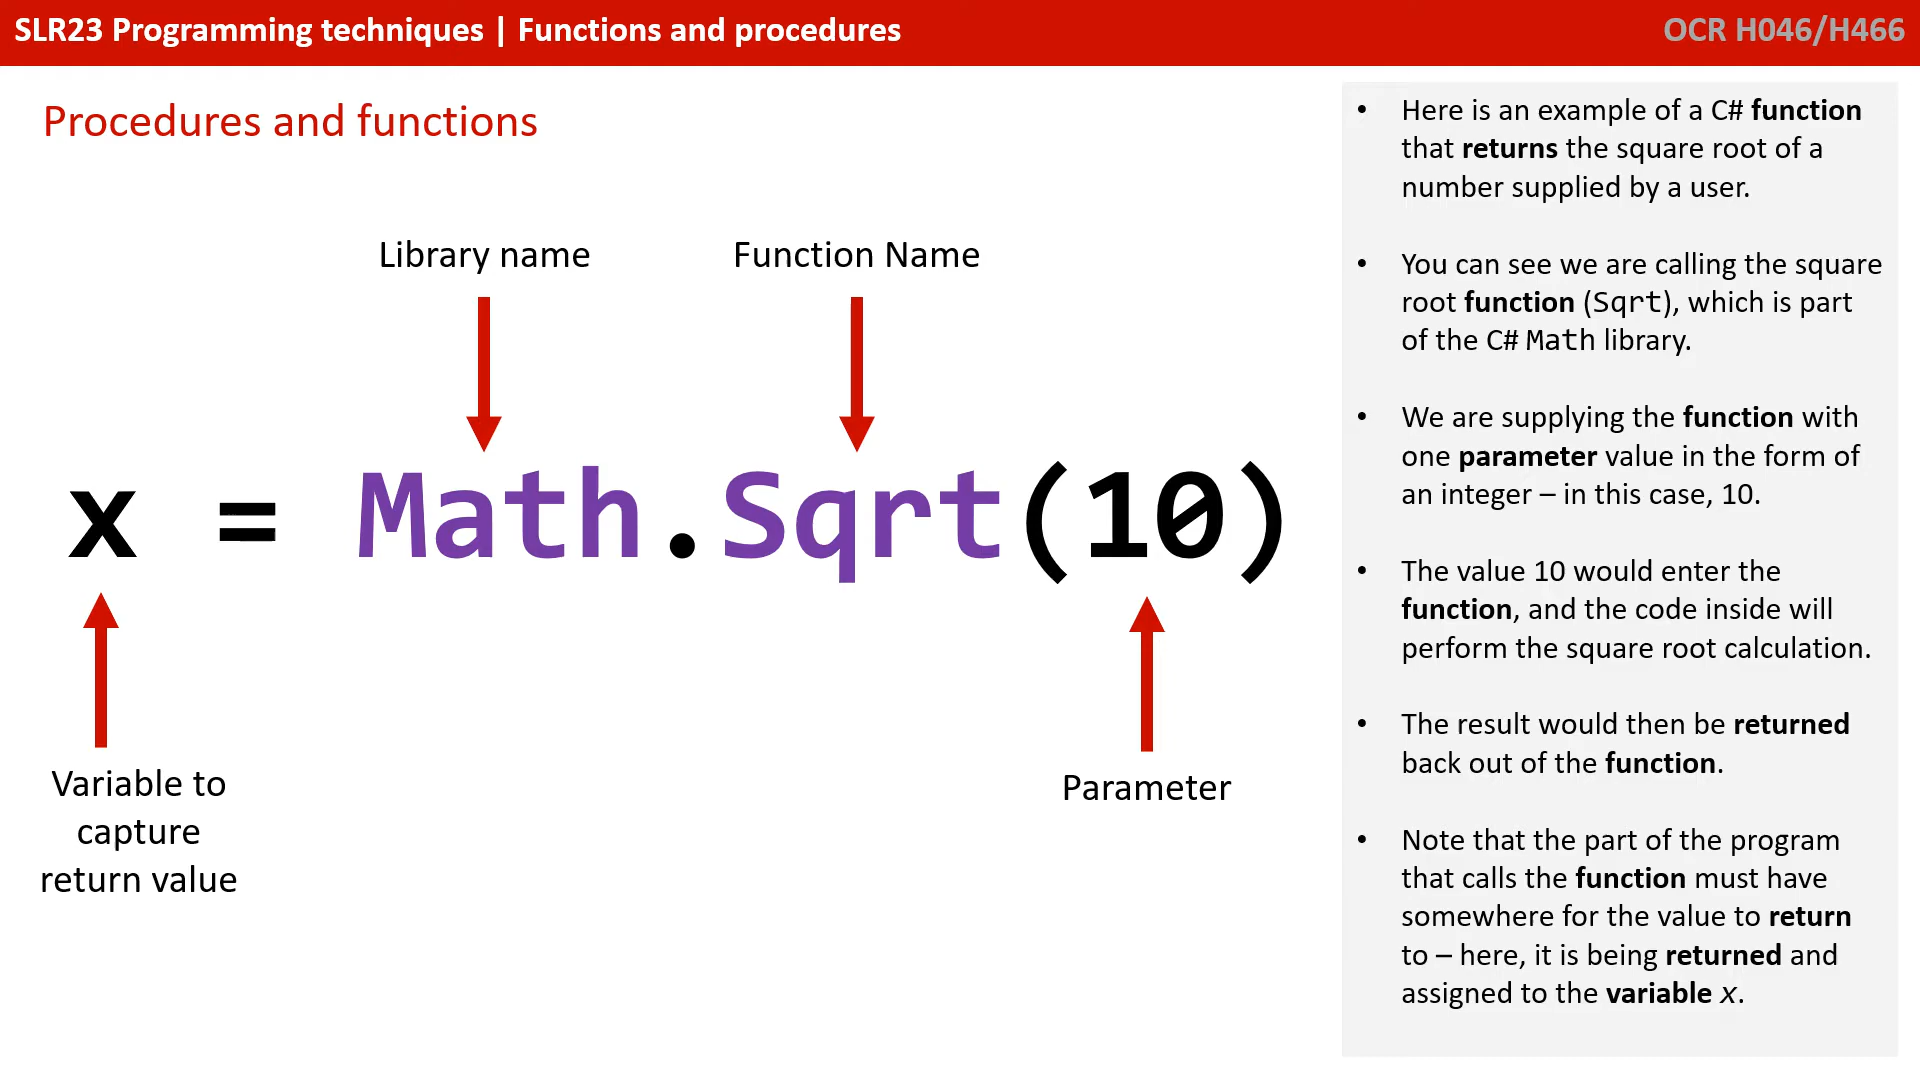 SLR23 Programming techniques | Functions and procedures
OCR H046/H466
Procedures and functions
Library name
Function Name
x = Math.Sqrt(10)
Variable to
capture
return value
Parameter
• Here is an example of a C# function
that returns the square root of a
number supplied by a user.
• You can see we are calling the square
root function (Sqrt), which is part
of the C# Math library.
• We are supplying the function with
one parameter value in the form of
an integer – in this case, 10.
• The value 10 would enter the
function, and the code inside will
perform the square root calculation.
• The result would then be returned
back out of the function.
• Note that the part of the program
that calls the function must have
somewhere for the value to return
to – here, it is being returned and
assigned to the variable x.